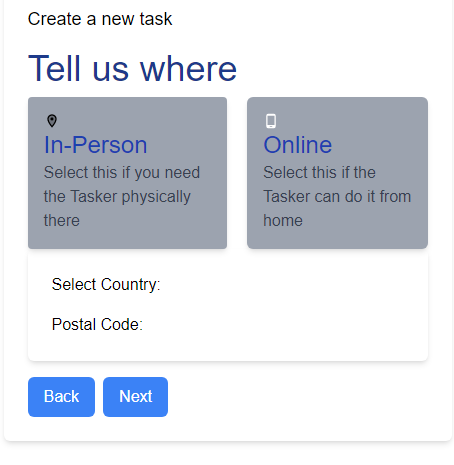 Create a new task
Tell us where
In-Person
Select this if you need
the Tasker physically
there
Online
Select this if the
Tasker can do it from
home
Select Country:
Postal Code:
Back
Next